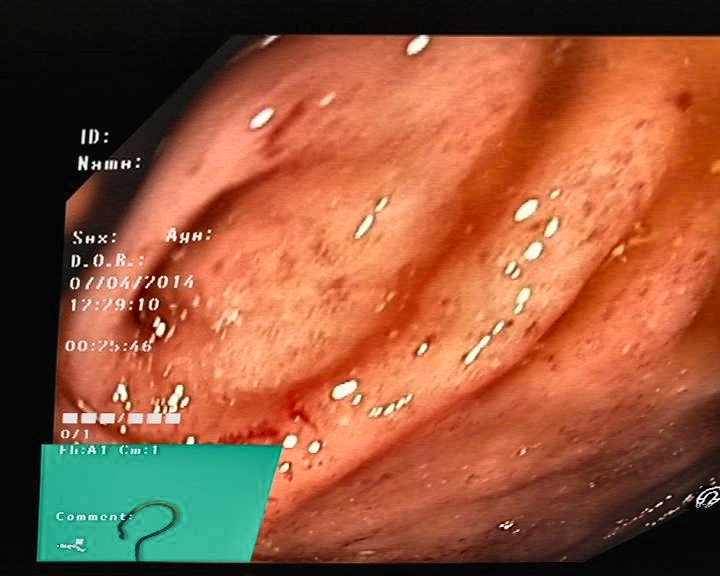 ID:
Name:
Sex: Age:
D.O.B.:
07/04/2014
12:29:10
00:25:46
0/1
Eh:A1 Cm:1
Comment: